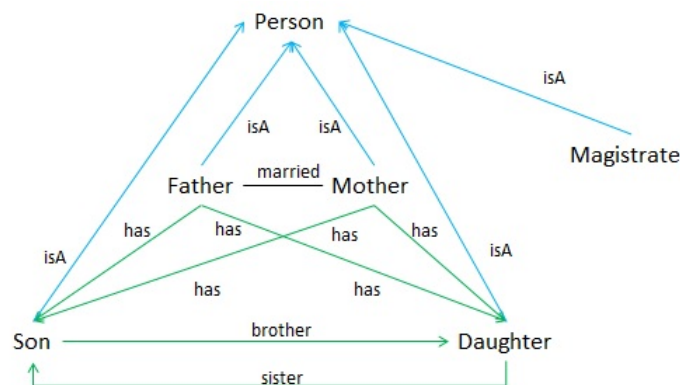 Person
isA
isA isA
Magistrate
married
Father Mother
has has has has
isA isA
has has
brother
Son Daughter
sister